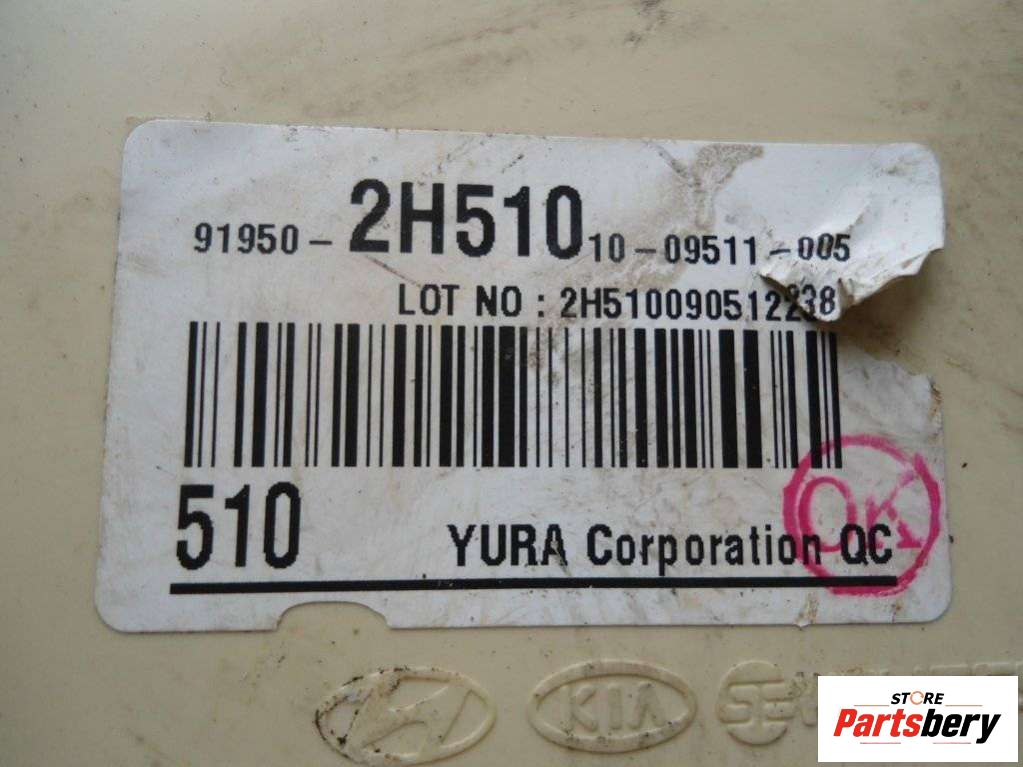 91950 - 2H510 10 - 09511 - 005
LOT NO : 2H510090512238
510
YURA Corporation QC
OK
KIA
STORE
Partsbery